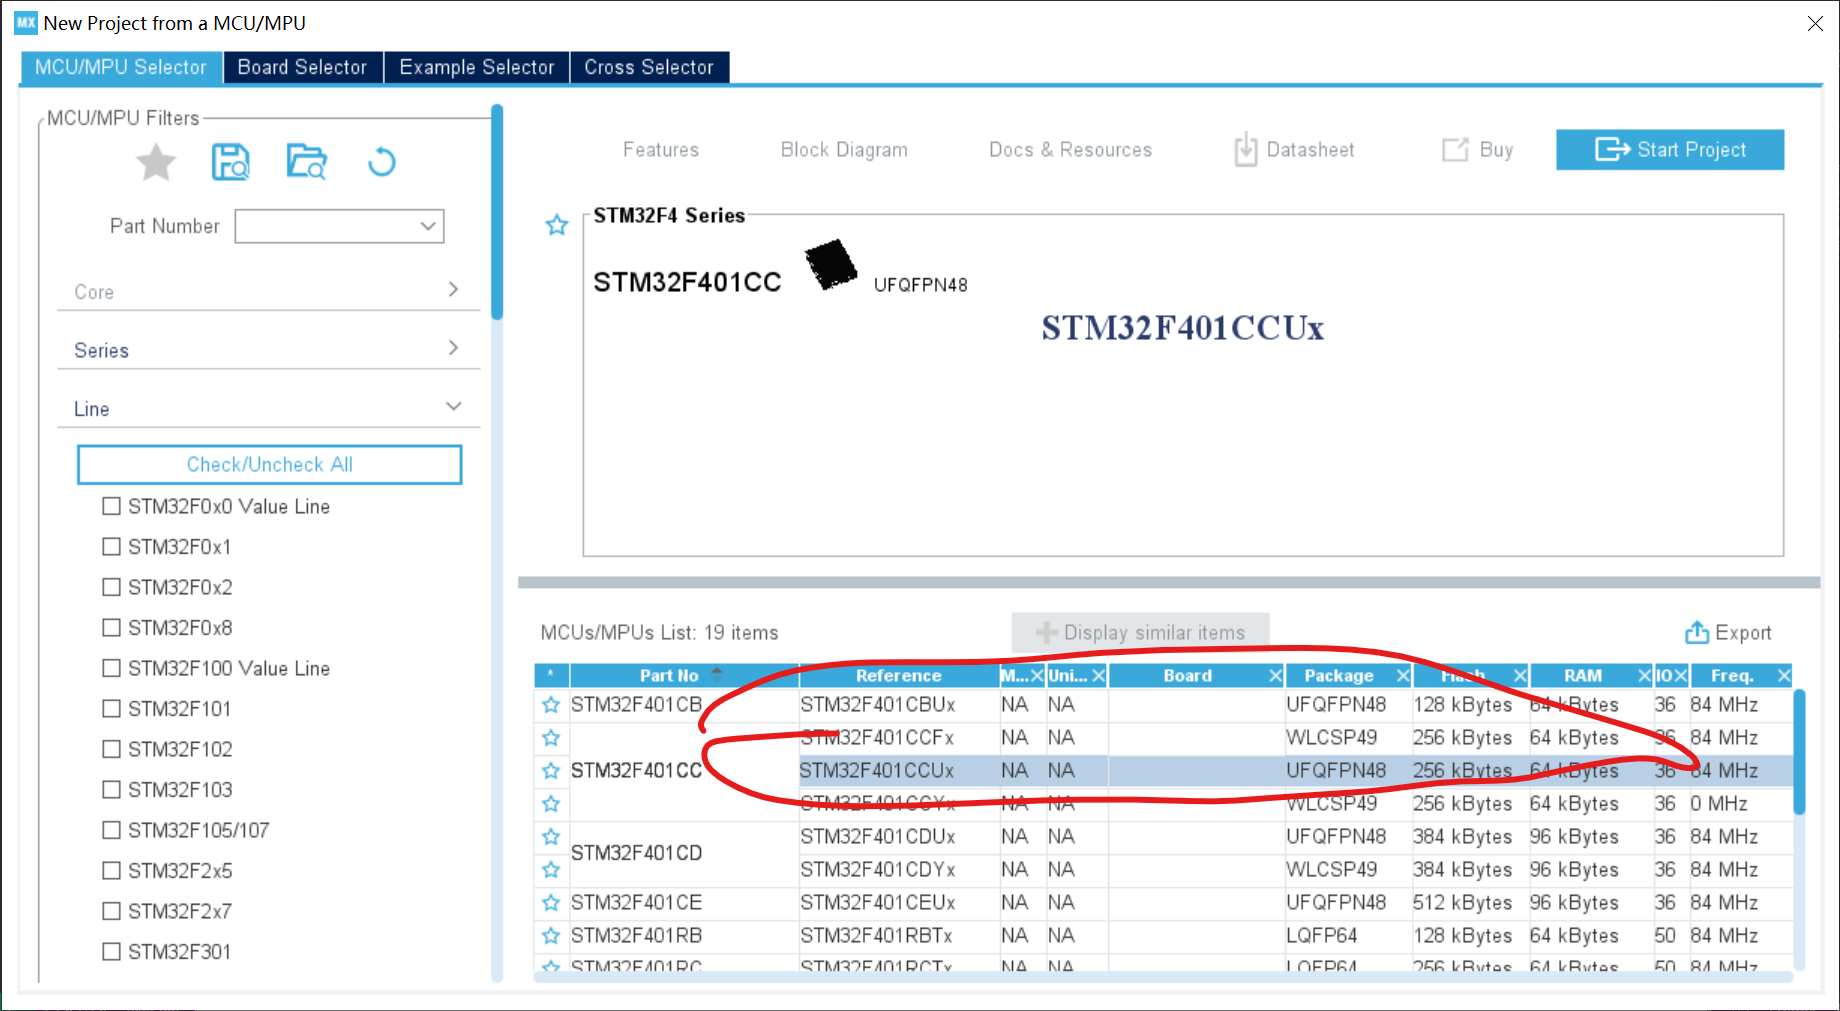 MX New Project from a MCU/MPU
MCU/MPU Selector Board Selector Example Selector Cross Selector
MCU/MPU Filters
Part Number
Core
Series
Line
Check/Uncheck All
STM32F0x0 Value Line
STM32F0x1
STM32F0x2
STM32F0x8
STM32F100 Value Line
STM32F101
STM32F102
STM32F103
STM32F105/107
STM32F2x5
STM32F2x7
STM32F301
Features Block Diagram Docs & Resources Datasheet Buy Start Project
STM32F4 Series
STM32F401CC UFQFPN48
STM32F401CCUx
MCUs/MPUs List: 19 items Display similar items Export
* Part No Reference M... Uni... Board Package Flash RAM IO Freq.
STM32F401CB STM32F401CBUx NA NA UFQFPN48 128 kBytes 64 kBytes 36 84 MHz
STM32F401CCFx NA NA WLCSP49 256 kBytes 64 kBytes 36 84 MHz
STM32F401CC STM32F401CCUx NA NA UFQFPN48 256 kBytes 64 kBytes 36 84 MHz
STM32F401CCYx NA NA WLCSP49 256 kBytes 64 kBytes 36 0 MHz
STM32F401CD STM32F401CDUx NA NA UFQFPN48 384 kBytes 96 kBytes 36 84 MHz
STM32F401CDYx NA NA WLCSP49 384 kBytes 96 kBytes 36 84 MHz
STM32F401CE STM32F401CEUx NA NA UFQFPN48 512 kBytes 96 kBytes 36 84 MHz
STM32F401RB STM32F401RBTx NA NA LQFP64 128 kBytes 64 kBytes 50 84 MHz
STM32F401RC STM32F401RCTx NA NA LQFP64 256 kBytes 64 kBytes 50 84 MHz